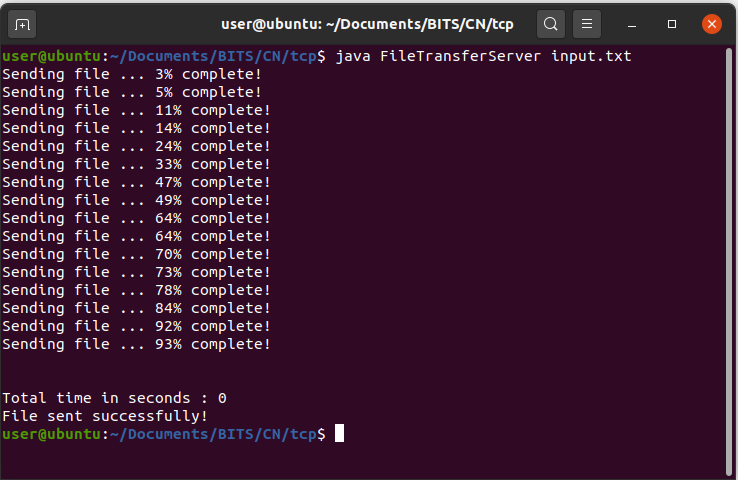 user@ubuntu: ~/Documents/BITS/CN/tcp
user@ubuntu:~/Documents/BITS/CN/tcp$ java FileTransferServer input.txt
Sending file ... 3% complete!
Sending file ... 5% complete!
Sending file ... 11% complete!
Sending file ... 14% complete!
Sending file ... 24% complete!
Sending file ... 33% complete!
Sending file ... 47% complete!
Sending file ... 49% complete!
Sending file ... 64% complete!
Sending file ... 64% complete!
Sending file ... 70% complete!
Sending file ... 73% complete!
Sending file ... 78% complete!
Sending file ... 84% complete!
Sending file ... 92% complete!
Sending file ... 93% complete!
Total time in seconds : 0
File sent successfully!
user@ubuntu:~/Documents/BITS/CN/tcp$